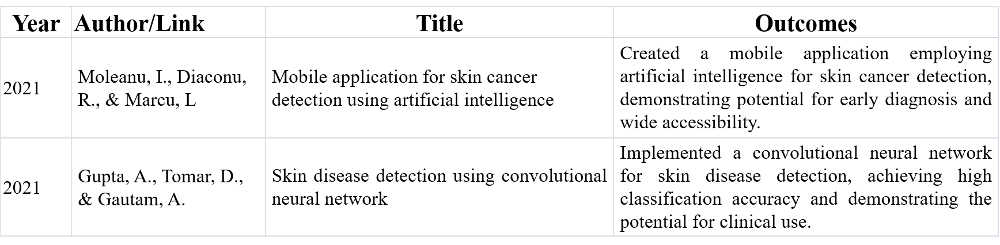 Year Author/Link Title Outcomes
2021
Moleanu, I., Diaconu,
R., & Marcu, L
Mobile application for skin cancer
detection using artificial intelligence
Created a mobile application employing
artificial intelligence for skin cancer detection,
demonstrating potential for early diagnosis and
wide accessibility.
2021
Gupta, A., Tomar, D.,
& Gautam, A.
Skin disease detection using convolutional
neural network
Implemented a convolutional neural network
for skin disease detection, achieving high
classification accuracy and demonstrating the
potential for clinical use.